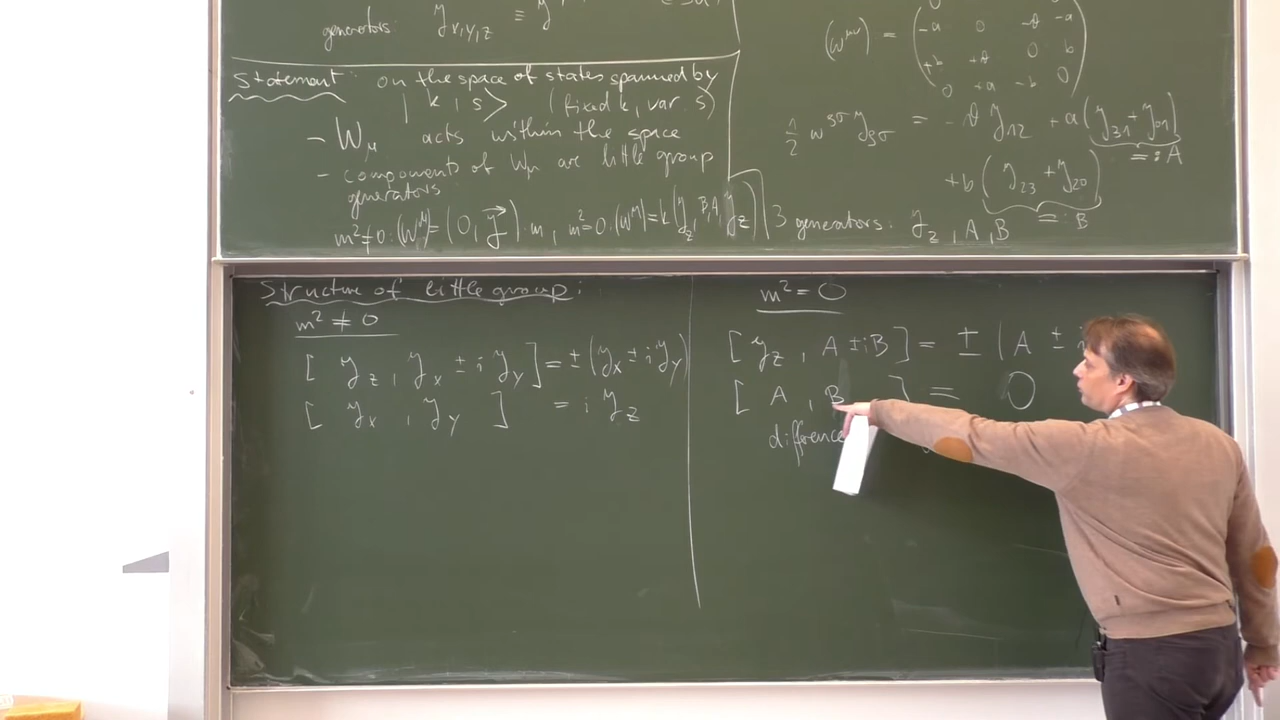 generators: J_{x,y,z} ≡ J
Statement: on the space of states spanned by
| k, s > (fixed k, var. s)
- W_μ acts within the space
- components of W_μ are little group
generators
m²≠0: (W^μ) = (0, J⃗)·m, m²=0: (W^μ) = k(J_z, B, A, J_z)
(ω^{μν}) =
-a 0 -θ -a
+b +θ 0 b
0 +a -b 0
½ ω^{ρσ} J_{ρσ} = -θ J_{12} + a(J_{31} + J_{01})
=: A
+b (J_{23} + J_{20})
=: B
3 generators: J_z, A, B
Structure of little group:
m² ≠ 0
[ J_z, J_x ± i J_y ] = ± (J_x ± i J_y)
[ J_x , J_y ] = i J_z
m² = 0
[ J_z , A ± iB ] = ± (A ± i
[ A , B ] = 0
difference